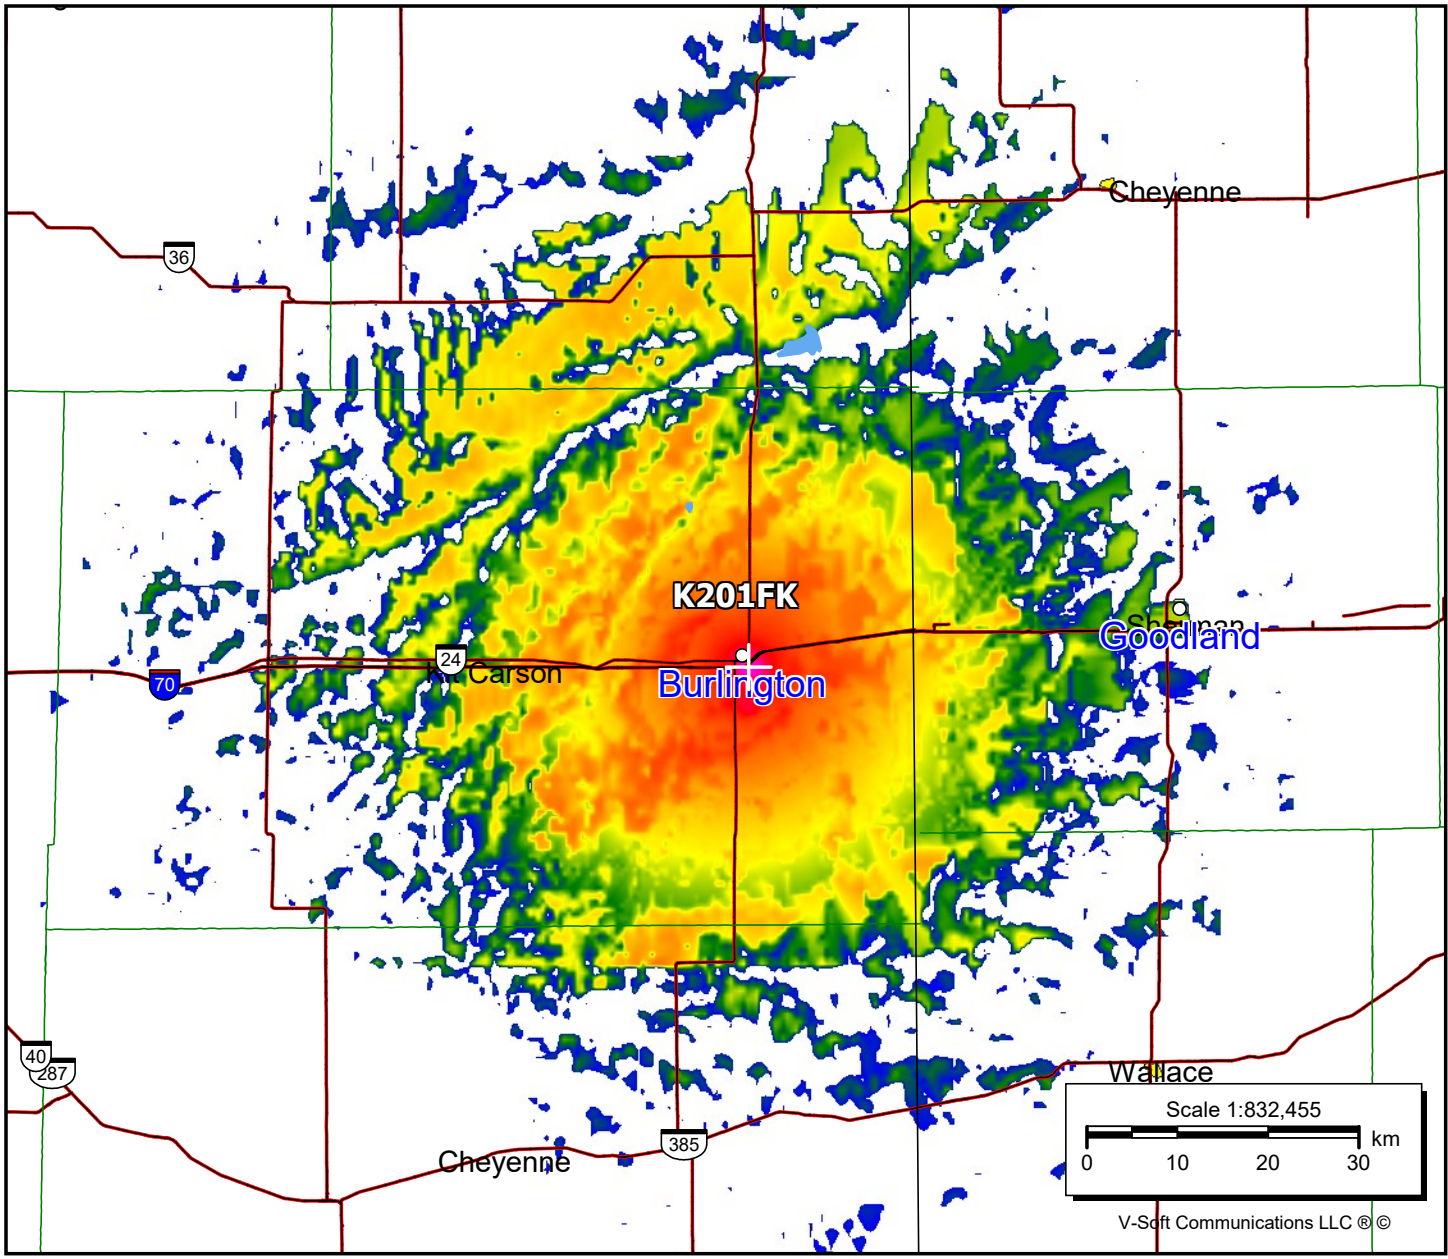 Cheyenne
36
K201FK
Sherman
Goodland
24
Kit Carson
70
Burlington
40
287
Wallace
Scale 1:832,455
km
0 10 20 30
385
Cheyenne
V-Soft Communications LLC ® ©